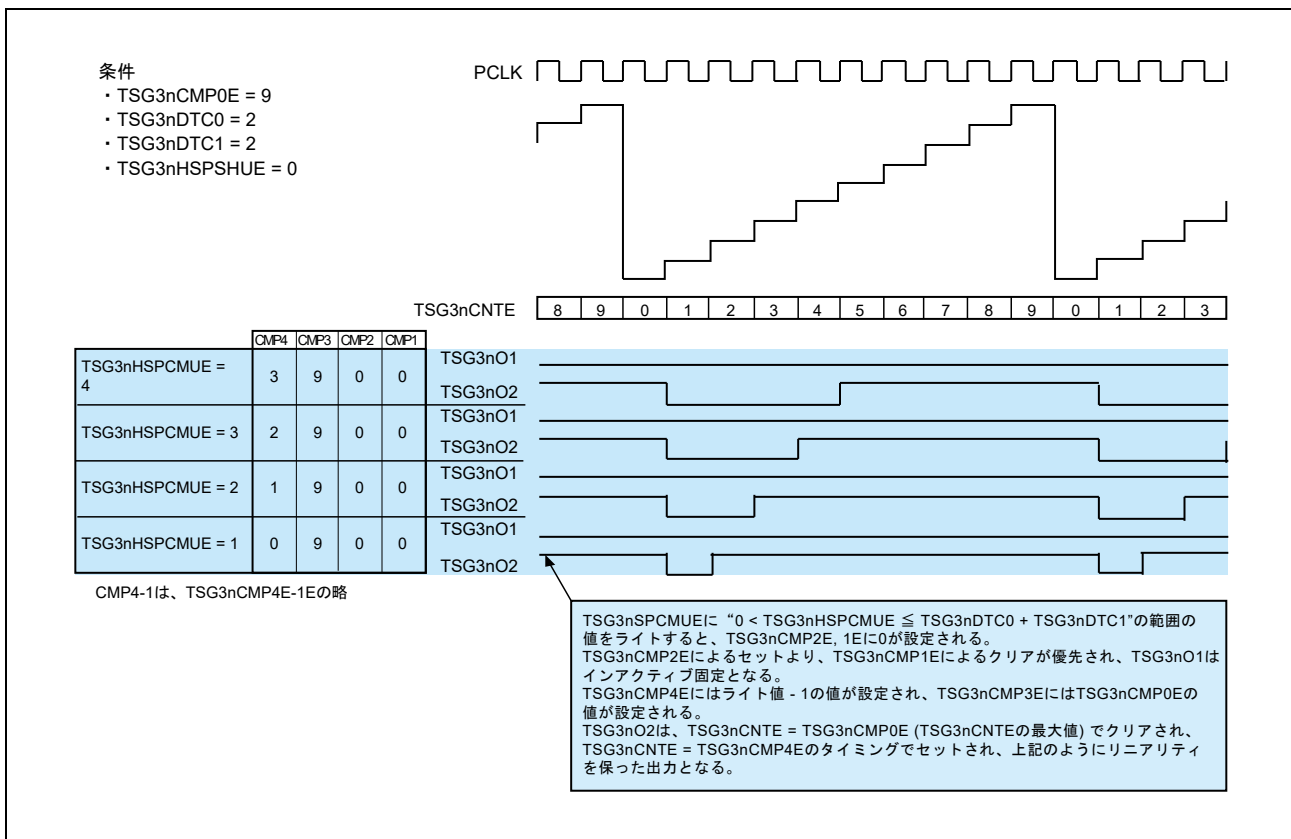 条件
・TSG3nCMP0E = 9
・TSG3nDTC0 = 2
・TSG3nDTC1 = 2
・TSG3nHSPSHUE = 0
PCLK
TSG3nCNTE 8 9 0 1 2 3 4 5 6 7 8 9 0 1 2 3
CMP4 CMP3 CMP2 CMP1
TSG3nHSPCMUE =
4
3 9 0 0
TSG3nO1
TSG3nO2
TSG3nHSPCMUE = 3 2 9 0 0
TSG3nO1
TSG3nO2
TSG3nHSPCMUE = 2 1 9 0 0
TSG3nO1
TSG3nO2
TSG3nHSPCMUE = 1 0 9 0 0
TSG3nO1
TSG3nO2
CMP4-1は、TSG3nCMP4E-1Eの略
TSG3nSPCMUEに“0 < TSG3nHSPCMUE ≦ TSG3nDTC0 + TSG3nDTC1”の範囲の
値をライトすると、TSG3nCMP2E, 1Eに0が設定される。
TSG3nCMP2Eによるセットより、TSG3nCMP1Eによるクリアが優先され、TSG3nO1は
インアクティブ固定となる。
TSG3nCMP4Eにはライト値 - 1の値が設定され、TSG3nCMP3EにはTSG3nCMP0Eの
値が設定される。
TSG3nO2は、TSG3nCNTE = TSG3nCMP0E (TSG3nCNTEの最大値) でクリアされ、
TSG3nCNTE = TSG3nCMP4Eのタイミングでセットされ、上記のようにリニアリティ
を保った出力となる。